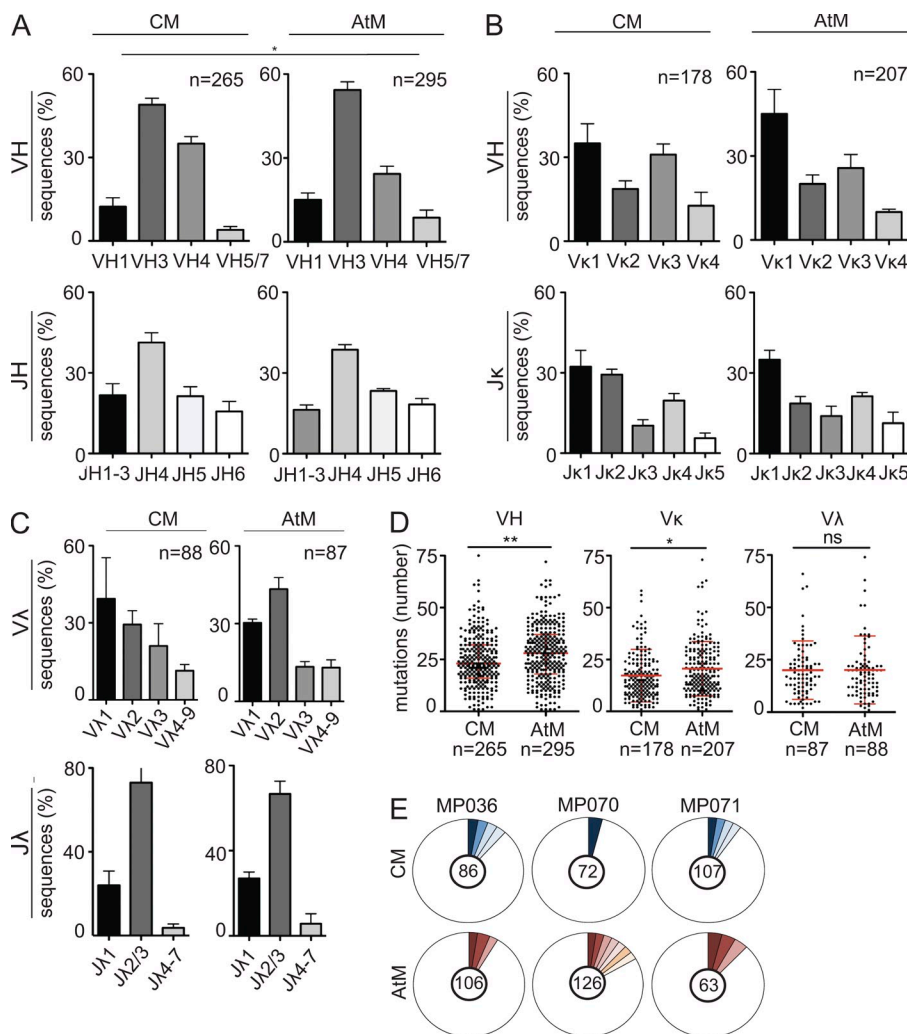 A
CM
AtM
*
VH
sequences (%)
60
30
0
n=265
VH1 VH3 VH4 VH5/7
60
30
0
n=295
VH1 VH3 VH4 VH5/7
JH
sequences (%)
60
30
0
JH1-3 JH4 JH5 JH6
60
30
0
JH1-3 JH4 JH5 JH6
B
CM
AtM
VH
sequences (%)
60
30
0
n=178
Vκ1 Vκ2 Vκ3 Vκ4
60
30
0
n=207
Vκ1 Vκ2 Vκ3 Vκ4
Jκ
sequences (%)
60
30
0
Jκ1 Jκ2 Jκ3 Jκ4 Jκ5
60
30
0
Jκ1 Jκ2 Jκ3 Jκ4 Jκ5
C
CM
AtM
Vλ
sequences (%)
60
30
0
n=88
Vλ1 Vλ2 Vλ3 Vλ4-9
60
30
0
n=87
Vλ1 Vλ2 Vλ3 Vλ4-9
Jλ
sequences (%)
80
40
0
Jλ1 Jλ2/3 Jλ4-7
80
40
0
Jλ1 Jλ2/3 Jλ4-7
D
VH
Vκ
Vλ
mutations (number)
**
75
50
25
0
CM AtM
n=265 n=295
*
75
50
25
0
CM AtM
n=178 n=207
ns
75
50
25
0
CM AtM
n=87 n=88
E
MP036 MP070 MP071
CM
86 72 107
AtM
106 126 63